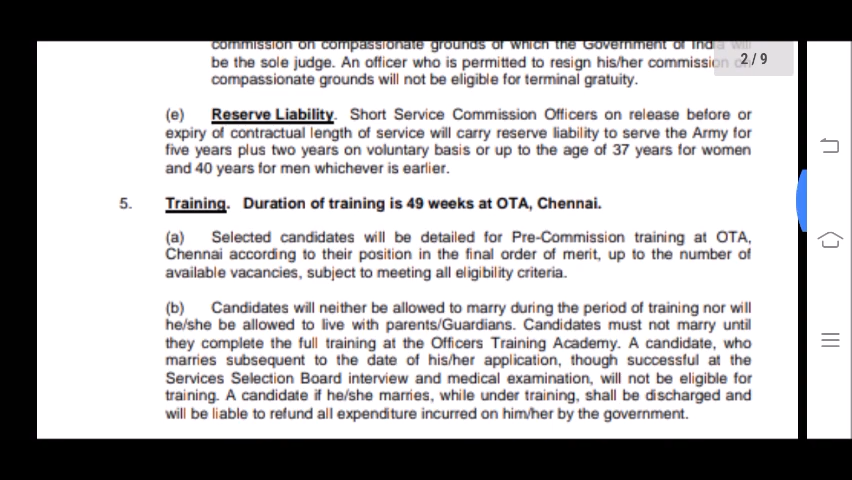 commission on compassionate grounds of which the Government of India will
be the sole judge. An officer who is permitted to resign his/her commission on
compassionate grounds will not be eligible for terminal gratuity.
2/9
(e) Reserve Liability. Short Service Commission Officers on release before or
expiry of contractual length of service will carry reserve liability to serve the Army for
five years plus two years on voluntary basis or up to the age of 37 years for women
and 40 years for men whichever is earlier.
5. Training. Duration of training is 49 weeks at OTA, Chennai.
(a) Selected candidates will be detailed for Pre-Commission training at OTA,
Chennai according to their position in the final order of merit, up to the number of
available vacancies, subject to meeting all eligibility criteria.
(b) Candidates will neither be allowed to marry during the period of training nor will
he/she be allowed to live with parents/Guardians. Candidates must not marry until
they complete the full training at the Officers Training Academy. A candidate, who
marries subsequent to the date of his/her application, though successful at the
Services Selection Board interview and medical examination, will not be eligible for
training. A candidate if he/she marries, while under training, shall be discharged and
will be liable to refund all expenditure incurred on him/her by the government.